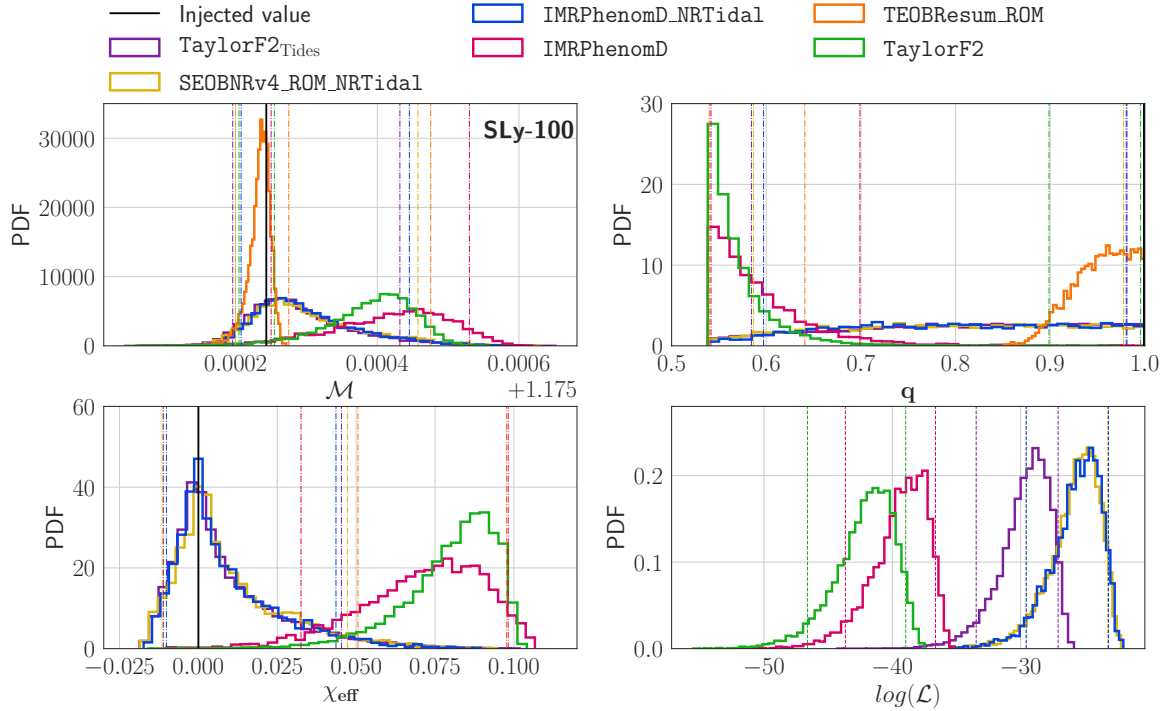 Injected value
TaylorF2Tides
SEOBNRv4_ROM_NRTidal
IMRPhenomD_NRTidal
IMRPhenomD
TEOBResum_ROM
TaylorF2
SLy-100
PDF
30000
20000
10000
0
0.0002 0.0004 0.0006
ℳ
+1.175
PDF
30
20
10
0
0.5 0.6 0.7 0.8 0.9 1.0
q
PDF
60
40
20
0
−0.025 0.000 0.025 0.050 0.075 0.100
χeff
PDF
0.2
0.1
0.0
−50 −40 −30
log(ℒ)